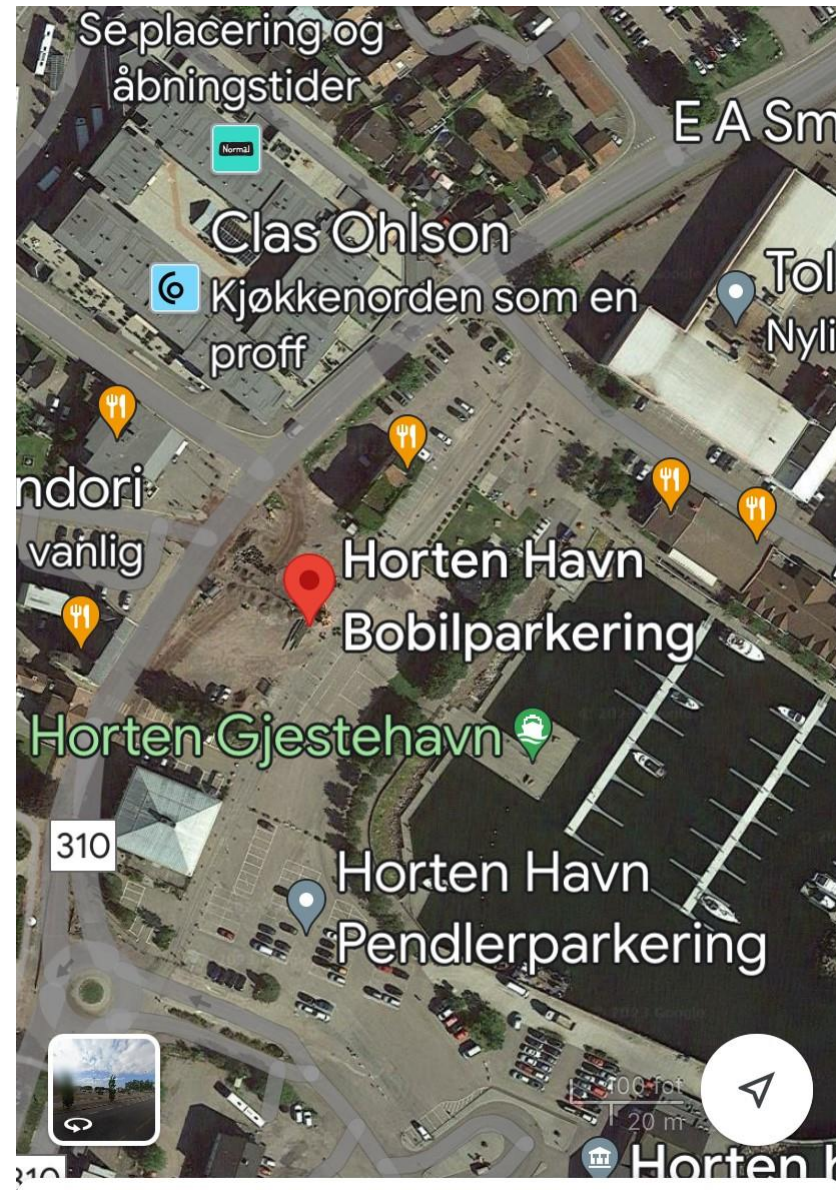 Se placering og
åbningstider
Normal
E A Sm
Clas Ohlson
Kjøkkenorden som en
proff
Tol
Nyli
ndori
vanlig
Horten Havn
Bobilparkering
Horten Gjestehavn
310
Horten Havn
Pendlerparkering
100 fot
20 m
Horten
310